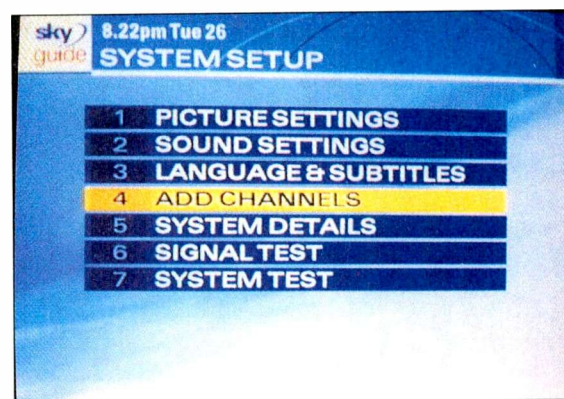 sky
guide
8.22pm Tue 26
SYSTEM SETUP
1 PICTURE SETTINGS
2 SOUND SETTINGS
3 LANGUAGE & SUBTITLES
4 ADD CHANNELS
5 SYSTEM DETAILS
6 SIGNAL TEST
7 SYSTEM TEST